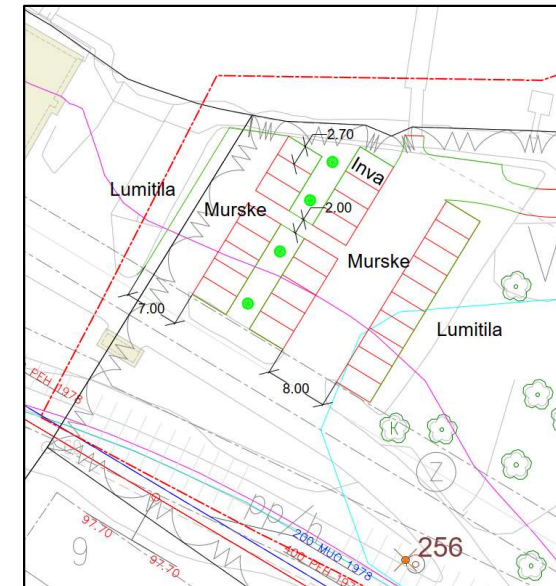 2.70
Inva
Lumitila
Murske
2.00
Murske
7.00
Lumitila
8.00
PEH 1978
K
Z
pp/h
256
97.70
200 MUO 1978
97.70
400 PEH 197
9